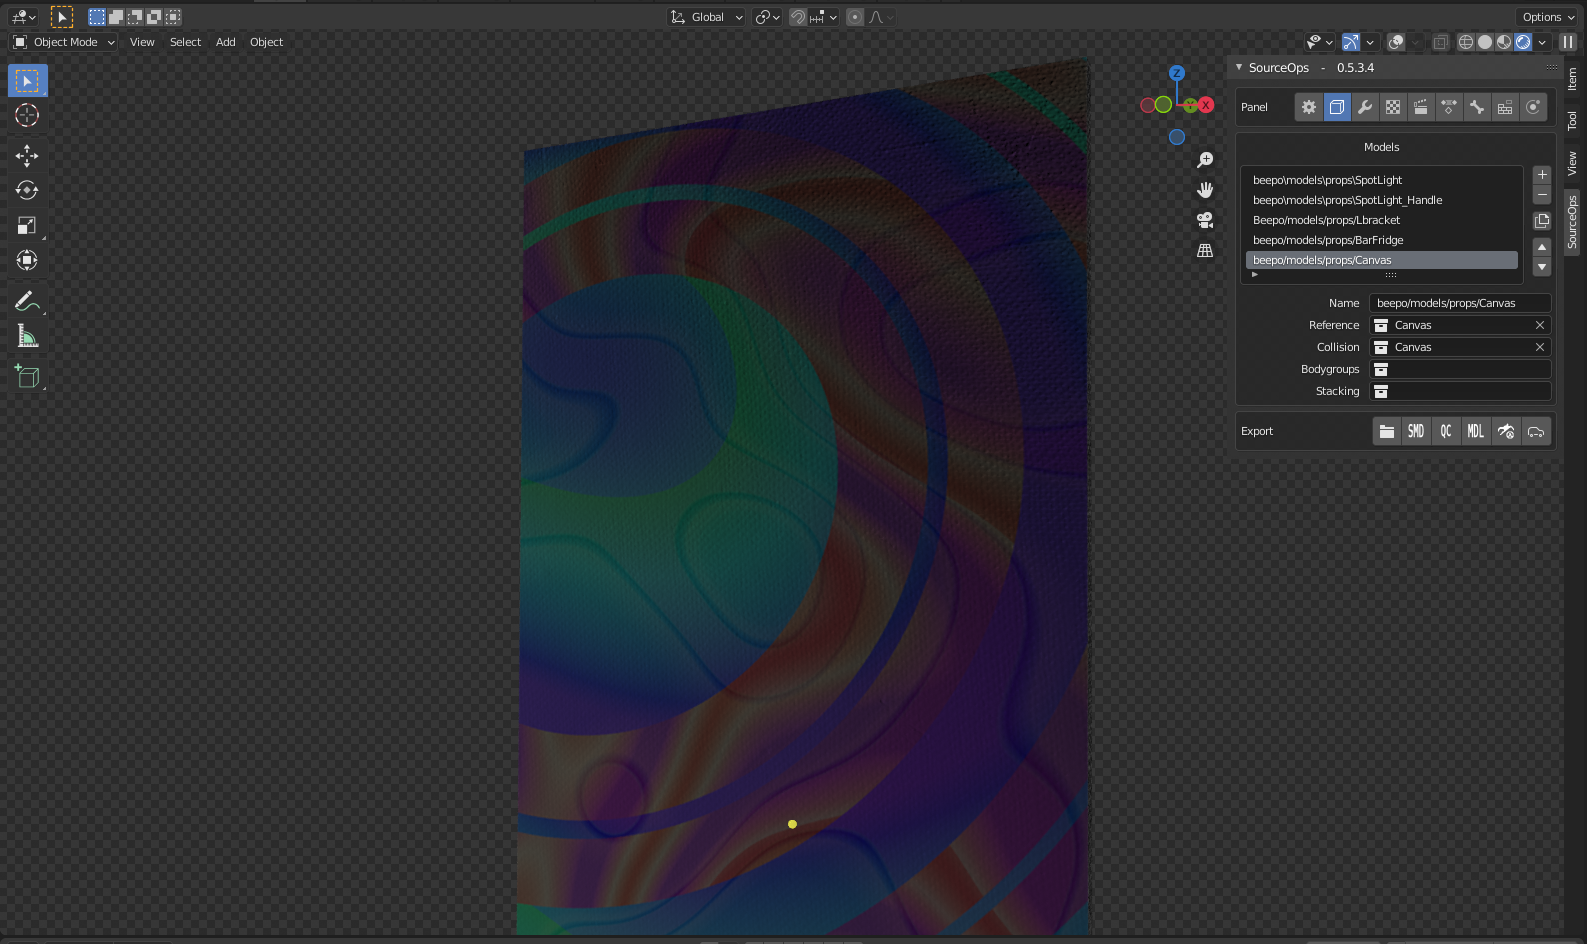 Global
Options
Object Mode
View
Select
Add
Object
SourceOps - 0.5.3.4
Z
Y
X
Item
Tool
View
SourceOps
Panel
Models
beepo\models\props\SpotLight
beepo\models\props\SpotLight_Handle
Beepo/models/props/Lbracket
beepo/models/props/BarFridge
beepo/models/props/Canvas
Name beepo/models/props/Canvas
Reference Canvas
Collision Canvas
Bodygroups
Stacking
Export SMD QC MDL